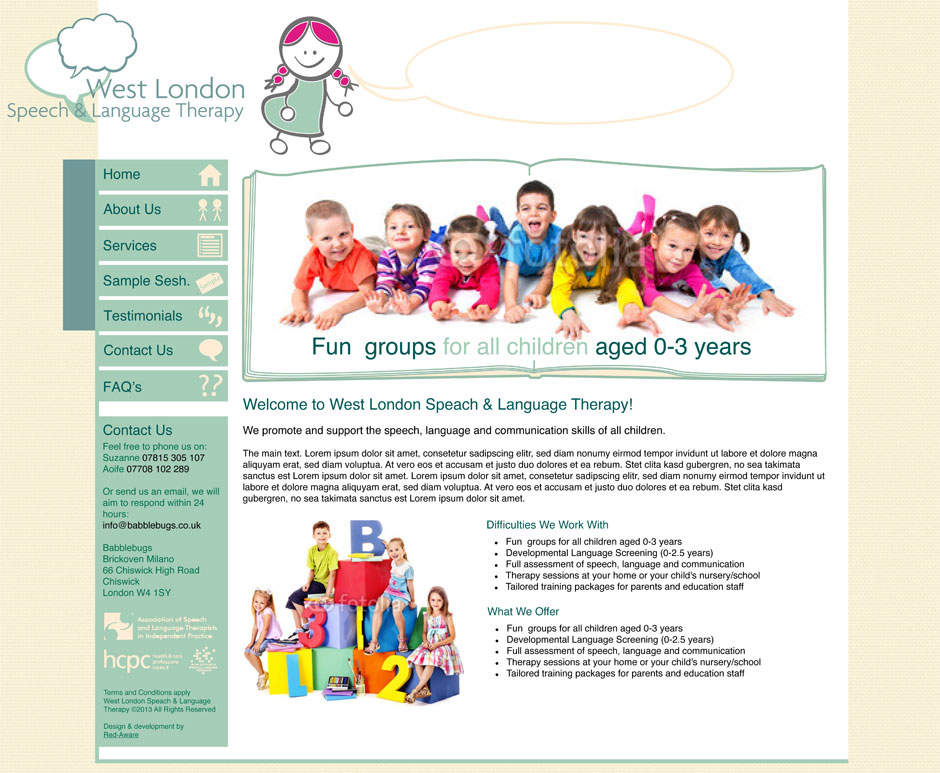 West London
Speech & Language Therapy
Home
About Us
Services
Sample Sesh.
Testimonials
Contact Us
FAQ's
Contact Us
Feel free to phone us on:
Suzanne 07815 305 107
Aoife 07708 102 289
Or send us an email, we will
aim to respond within 24
hours:
info@babblebugs.co.uk
Babblebugs
Brickoven Milano
66 Chiswick High Road
Chiswick
London W4 1SY
Association of Speech
and Language Therapists
in Independent Practice
hcpc health & care
professions
council
Terms and Conditions apply
West London Speach & Language
Therapy ©2013 All Rights Reserved
Design & development by
Red-Aware
fotolia
Fun groups for all children aged 0-3 years
Welcome to West London Speach & Language Therapy!
We promote and support the speech, language and communication skills of all children.
The main text. Lorem ipsum dolor sit amet, consetetur sadipscing elitr, sed diam nonumy eirmod tempor invidunt ut labore et dolore magna
aliquyam erat, sed diam voluptua. At vero eos et accusam et justo duo dolores et ea rebum. Stet clita kasd gubergren, no sea takimata
sanctus est Lorem ipsum dolor sit amet, consetetur sadipscing elitr, sed diam nonumy eirmod tempor invidunt ut
labore et dolore magna aliquyam erat, sed diam voluptua. At vero eos et accusam et justo duo dolores et ea rebum. Stet clita kasd
gubergren, no sea takimata sanctus est Lorem ipsum dolor sit amet.
B
3
L 2
fotolia
Difficulties We Work With
• Fun groups for all children aged 0-3 years
• Developmental Language Screening (0-2.5 years)
• Full assessment of speech, language and communication
• Therapy sessions at your home or your child's nursery/school
• Tailored training packages for parents and education staff
What We Offer
• Fun groups for all children aged 0-3 years
• Developmental Language Screening (0-2.5 years)
• Full assessment of speech, language and communication
• Therapy sessions at your home or your child's nursery/school
• Tailored training packages for parents and education staff